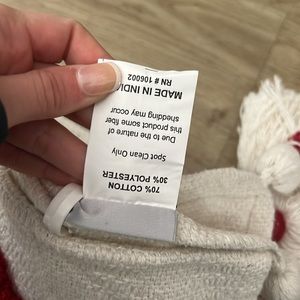 70% COTTON
30% POLYESTER
Spot Clean Only
Due to the nature of
this product some fiber
shedding may occur
MADE IN INDIA
RN # 106002